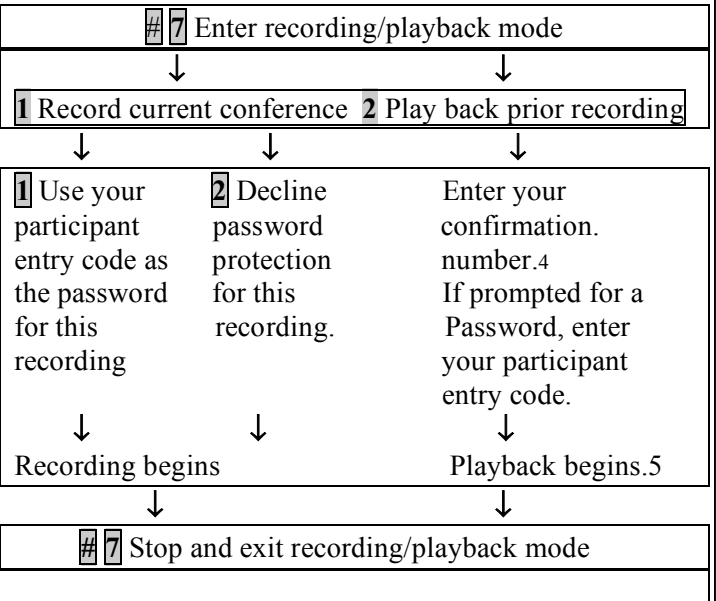 # 7 Enter recording/playback mode
↓ ↓
1 Record current conference 2 Play back prior recording
↓ ↓ ↓
1 Use your participant entry code as the password for this recording
2 Decline password protection for this recording.
Enter your confirmation. number.4
If prompted for a Password, enter your participant entry code.
↓ ↓ ↓
Recording begins Playback begins.5
↓ ↓
# 7 Stop and exit recording/playback mode